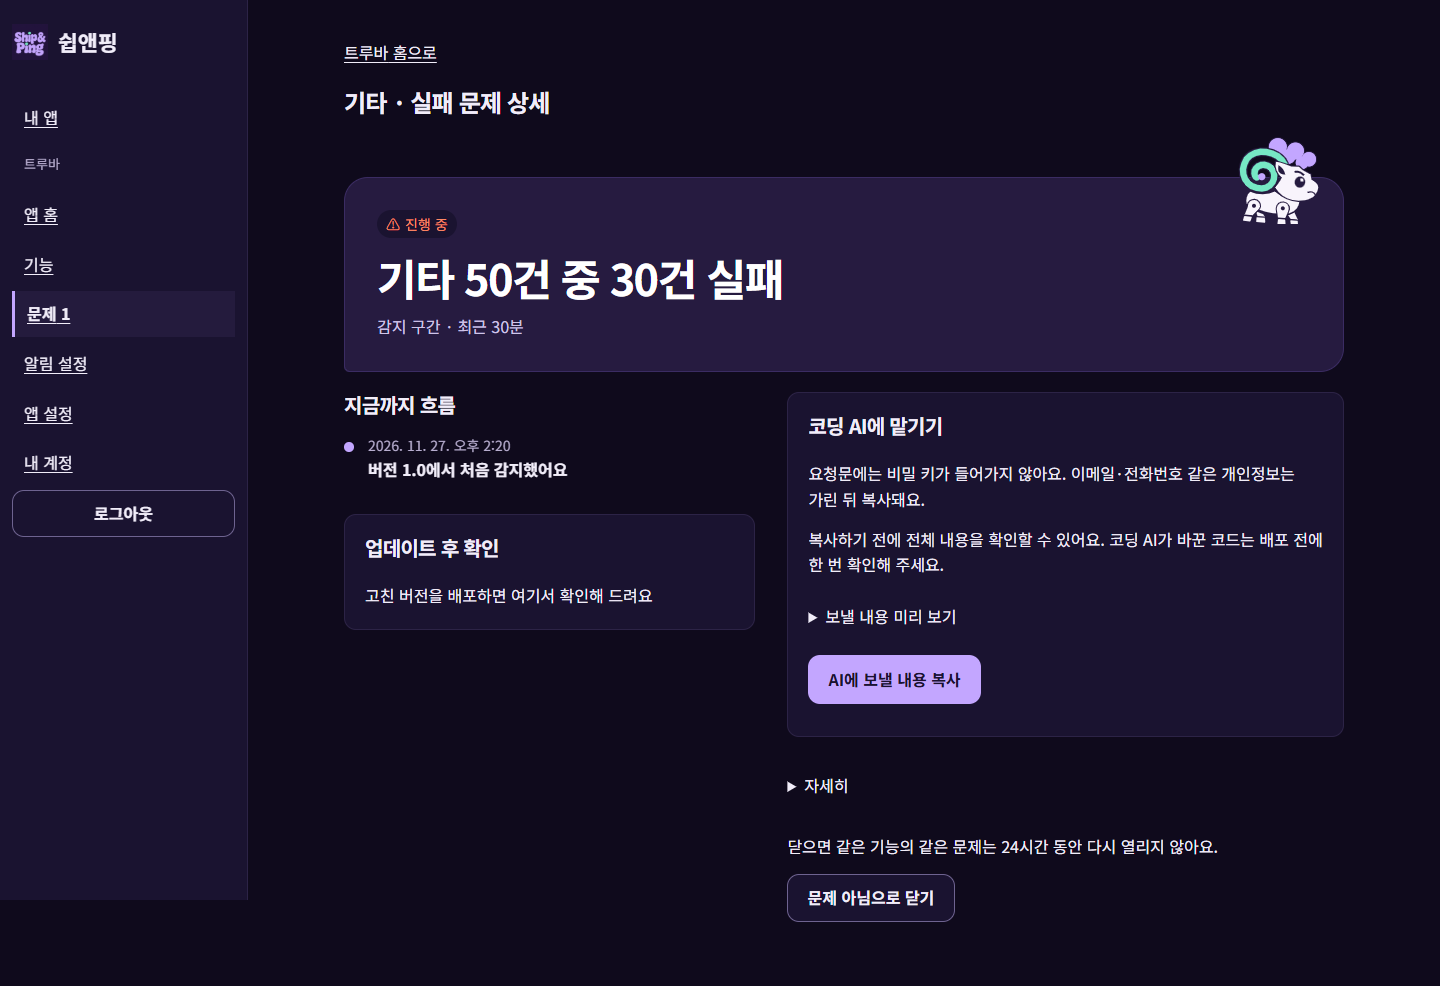 Ship&
Ping
쉽앤핑
내 앱
트루바
앱 홈
기능
문제 1
알림 설정
앱 설정
내 계정
로그아웃
트루바 홈으로
기타 · 실패 문제 상세
진행 중
기타 50건 중 30건 실패
감지 구간 · 최근 30분
지금까지 흐름
2026. 11. 27. 오후 2:20
버전 1.0에서 처음 감지했어요
업데이트 후 확인
고친 버전을 배포하면 여기서 확인해 드려요
코딩 AI에 맡기기
요청문에는 비밀 키가 들어가지 않아요. 이메일·전화번호 같은 개인정보는
가린 뒤 복사돼요.
복사하기 전에 전체 내용을 확인할 수 있어요. 코딩 AI가 바꾼 코드는 배포 전에
한 번 확인해 주세요.
보낼 내용 미리 보기
AI에 보낼 내용 복사
자세히
닫으면 같은 기능의 같은 문제는 24시간 동안 다시 열리지 않아요.
문제 아님으로 닫기